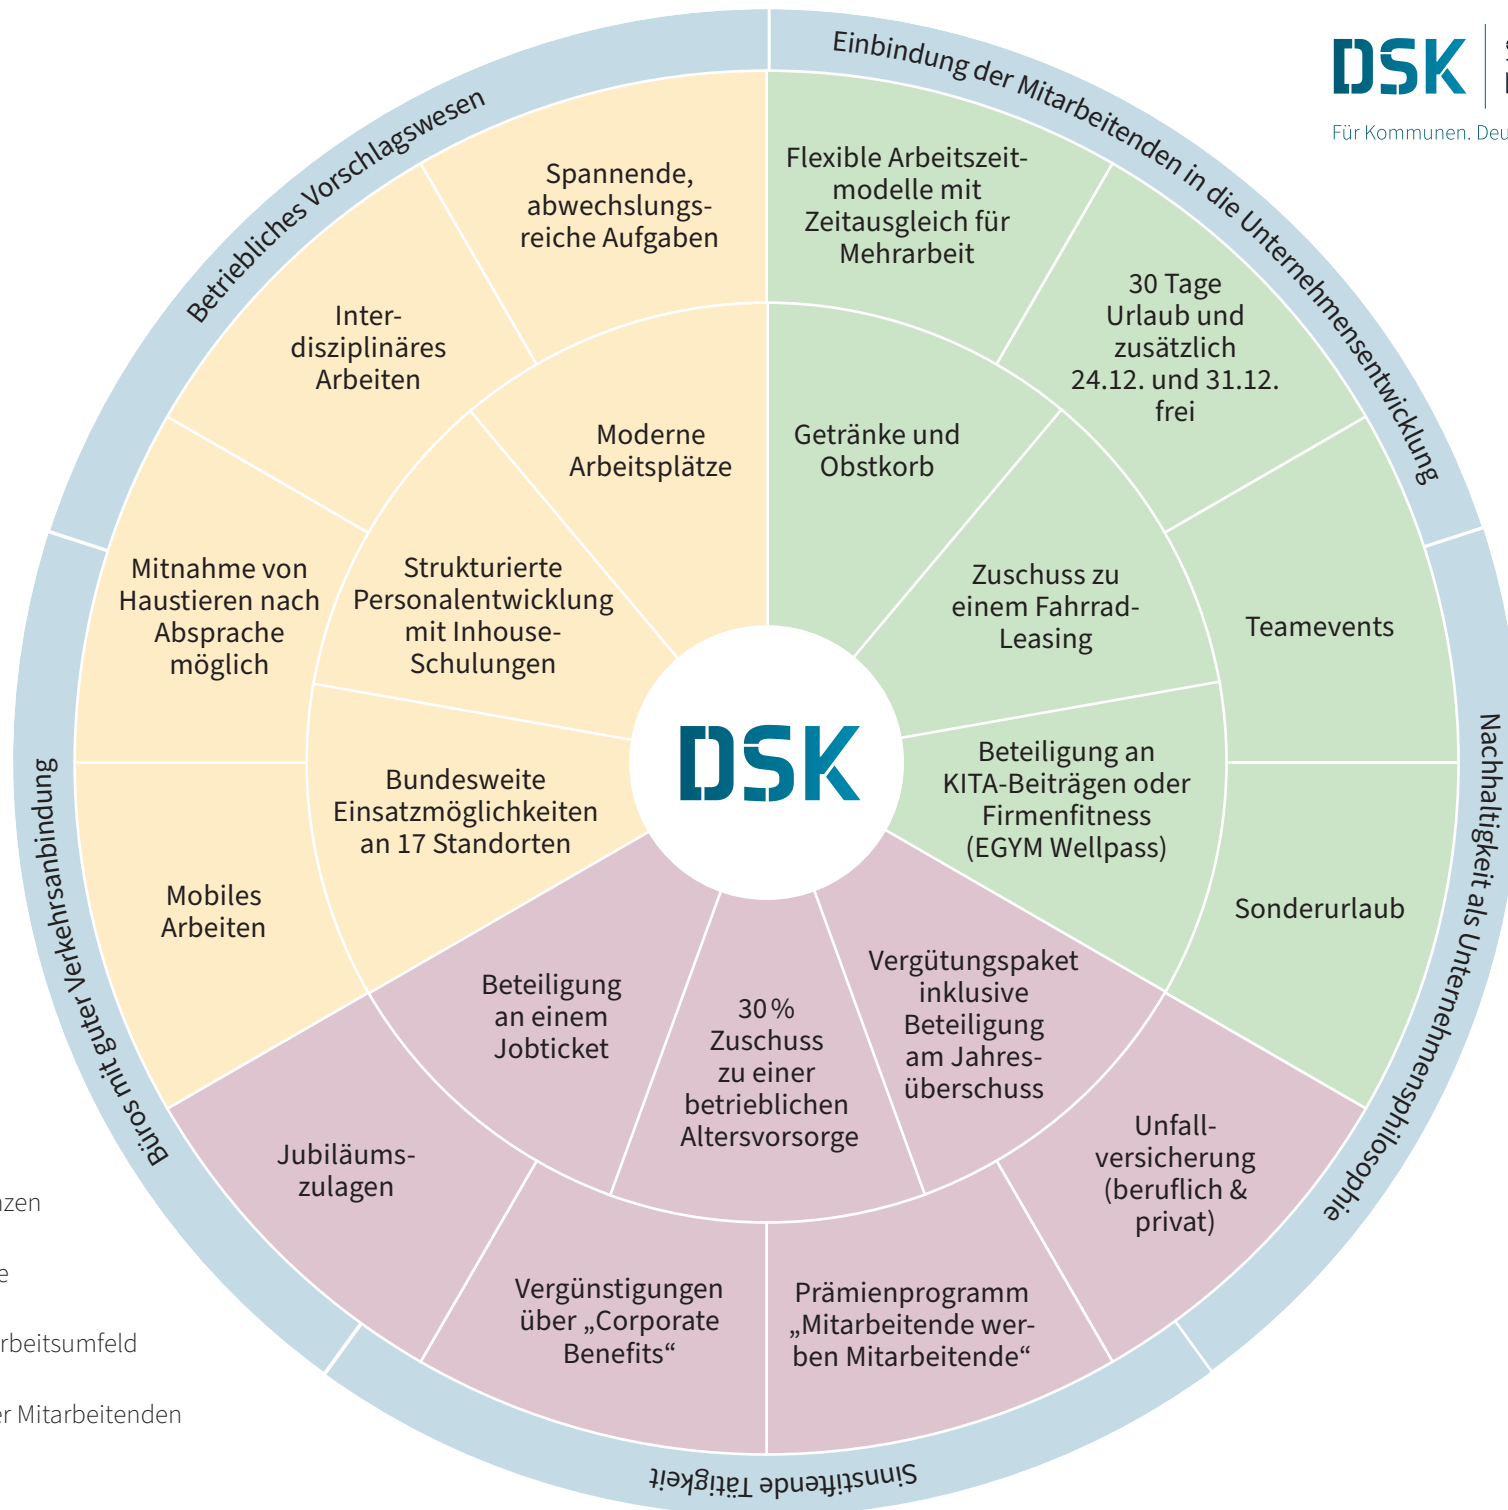 Einbindung der Mitarbeitenden in die Unternehmensentwicklung
DSK
Für Kommunen.
Betriebliches Vorschlagswesen
Spannende,
abwechslungs-
reiche Aufgaben
Flexible Arbeitszeit-
modelle mit
Zeitausgleich für
Mehrarbeit
30 Tage
Urlaub und
zusätzlich
24.12. und 31.12.
frei
Inter-
disziplinäres
Arbeiten
Moderne
Arbeitsplätze
Getränke und
Obstkorb
Mitnahme von
Haustieren nach
Absprache
möglich
Strukturierte
Personalentwicklung
mit Inhouse-
Schulungen
Zuschuss zu
einem Fahrrad-
Leasing
Teamevents
DSK
Bundesweite
Einsatzmöglichkeiten
an 17 Standorten
Beteiligung an
KITA-Beiträgen oder
Firmenfitness
(EGYM Wellpass)
Nachhaltigkeit als Unternehmensphilosophie
Büros mit guter Verkehrsanbindung
Mobiles
Arbeiten
Sonderurlaub
Beteiligung
an einem
Jobticket
30 %
Zuschuss
zu einer
betrieblichen
Altersvorsorge
Vergütungspaket
inklusive
Beteiligung
am Jahres-
überschuss
Jubiläums-
zulagen
Unfall-
versicherung
(beruflich &
privat)
Vergünstigungen
über „Corporate
Benefits“
Prämienprogramm
„Mitarbeitende wer-
ben Mitarbeitende“
Sinnstiftende Tätigkeit
Mitarbeitenden